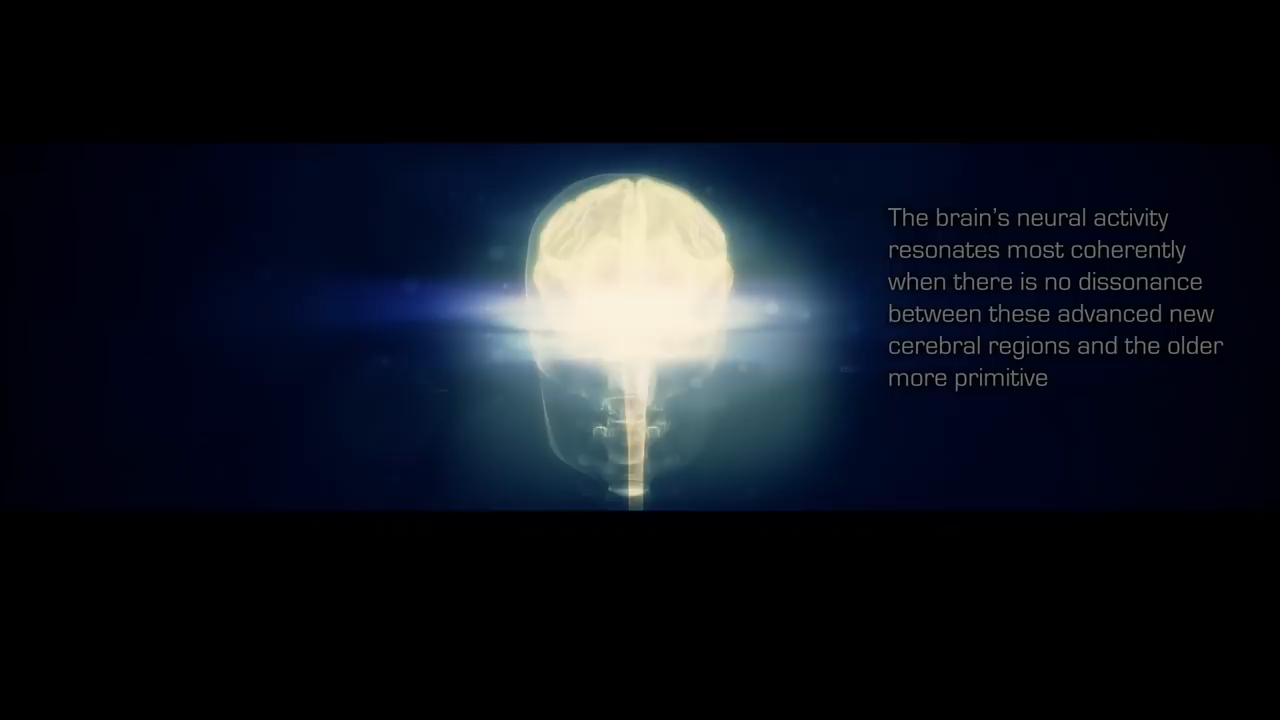 The brain's neural activity
resonates most coherently
when there is no dissonance
between these advanced new
cerebral regions and the older
more primitive